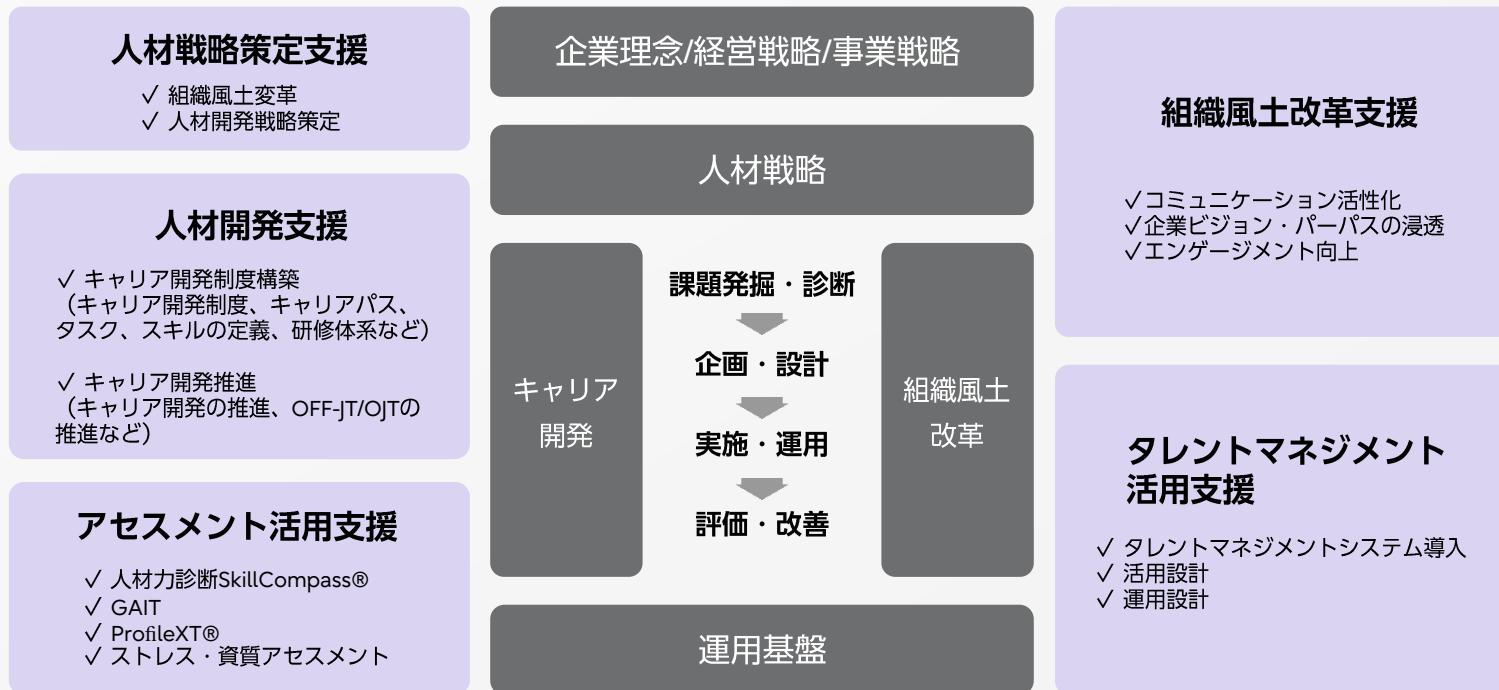 人材戦略策定支援
✓ 組織風土変革
✓ 人材開発戦略策定
人材開発支援
✓ キャリア開発制度構築
（キャリア開発制度、キャリアパス、
タスク、スキルの定義、研修体系など）
✓ キャリア開発推進
（キャリア開発の推進、OFF-JT/OJTの
推進など）
アセスメント活用支援
✓ 人材力診断SkillCompass®
✓ GAIT
✓ ProfileXT®
✓ ストレス・資質アセスメント
企業理念/経営戦略/事業戦略
人材戦略
キャリア
開発
課題発掘・診断
企画・設計
実施・運用
評価・改善
組織風土
改革
運用基盤
組織風土改革支援
✓コミュニケーション活性化
✓企業ビジョン・パーパスの浸透
✓エンゲージメント向上
タレントマネジメント
活用支援
✓ タレントマネジメントシステム導入
✓ 活用設計
✓ 運用設計